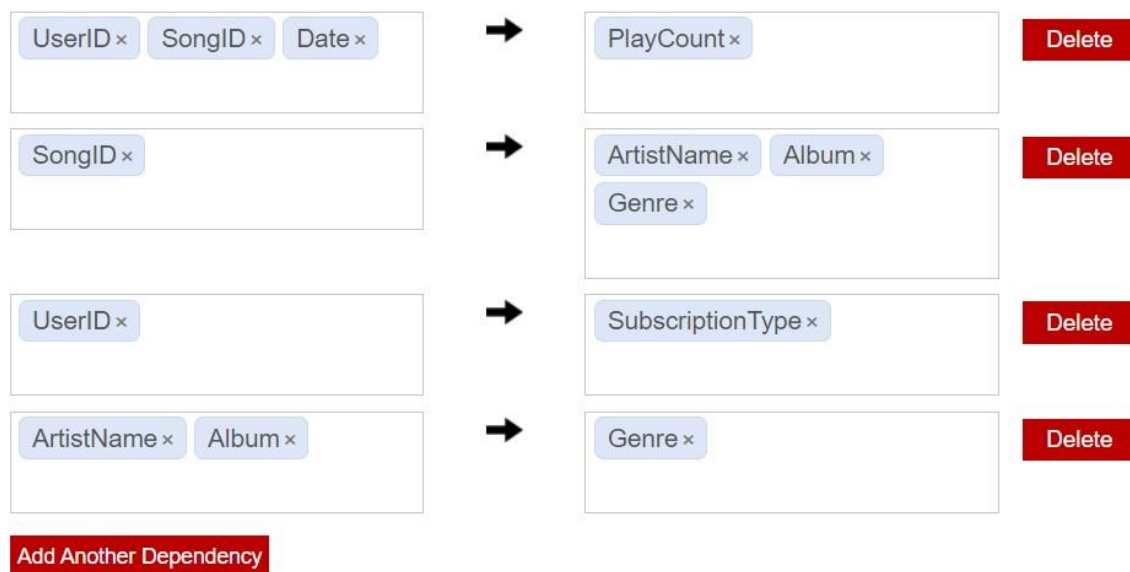 UserID × SongID × Date × PlayCount × Delete
SongID × ArtistName × Album × Delete
Genre ×
UserID × SubscriptionType × Delete
ArtistName × Album × Genre × Delete
Add Another Dependency